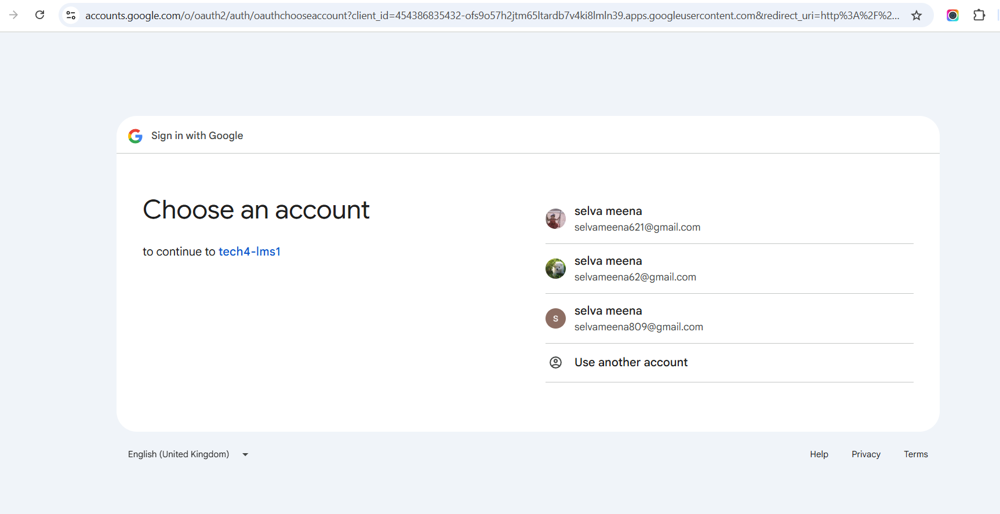 accounts.google.com/o/oauth2/auth/oauthchooseaccount?client_id=454386835432-ofs9o57h2jtm65ltardb7v4ki8lmln39.apps.googleusercontent.com&redirect_uri=http%3A%2F%2...
Sign in with Google
Choose an account
to continue to tech4-lms1
selva meena
selvameena621@gmail.com
selva meena
selvameena62@gmail.com
S
selva meena
selvameena809@gmail.com
Use another account
English (United Kingdom)
Help
Privacy
Terms